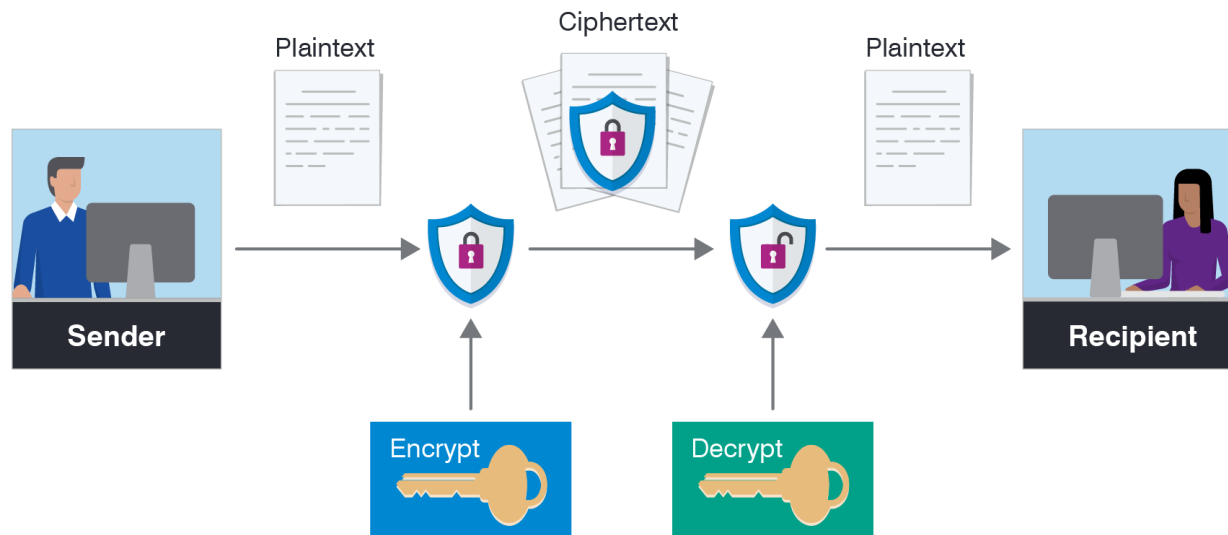 Plaintext
Ciphertext
Plaintext
Sender
Recipient
Encrypt
Decrypt